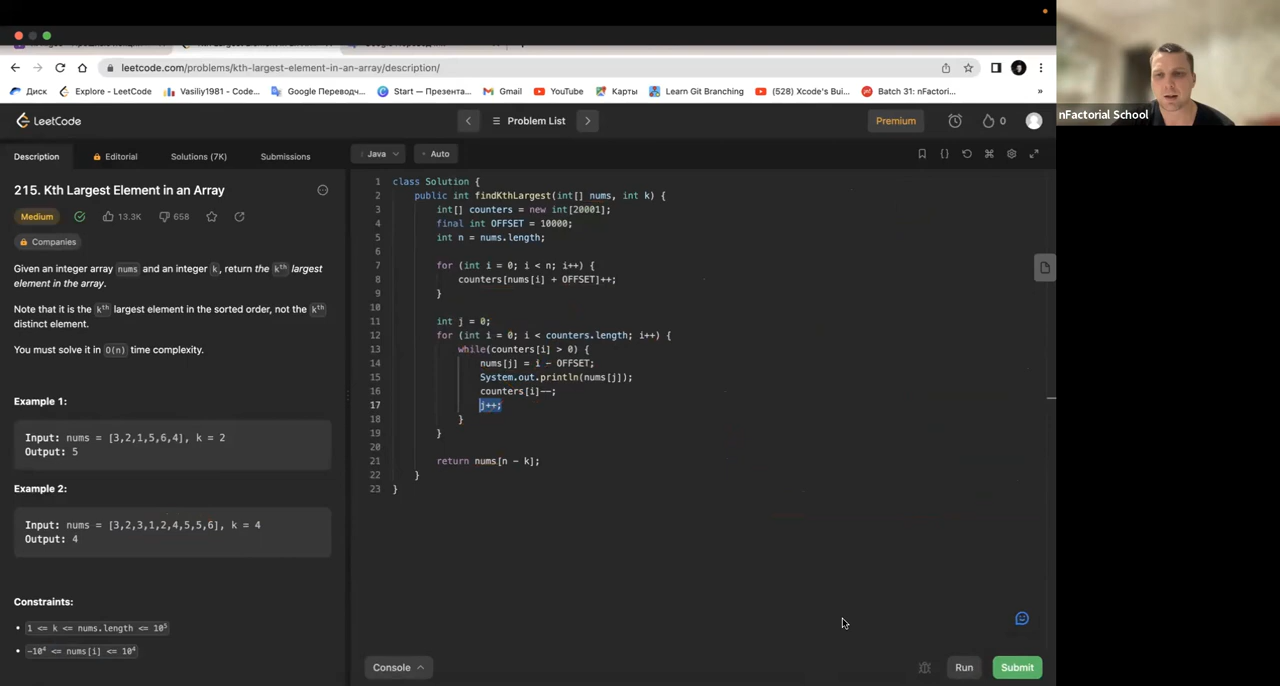 leetcode.com/problems/kth-largest-element-in-an-array/description/
Диск
Explore - LeetCode
Vasiliy1981 - Code...
Google Переводч...
Start — Презента...
Gmail
YouTube
Карты
Learn Git Branching
(528) Xcode's Bui...
Batch 31: nFactori...
»
nFactorial School
LeetCode
Problem List
Premium
0
Description
Editorial
Solutions (7K)
Submissions
Java
Auto
215. Kth Largest Element in an Array
Medium
13.3K
658
Companies
Given an integer array nums and an integer k, return the kth largest
element in the array.
Note that it is the kth largest element in the sorted order, not the kth
distinct element.
You must solve it in O(n) time complexity.
Example 1:
Input: nums = [3,2,1,5,6,4], k = 2
Output: 5
Example 2:
Input: nums = [3,2,3,1,2,4,5,5,6], k = 4
Output: 4
Constraints:
• 1 <= k <= nums.length <= 10^5
• -10^4 <= nums[i] <= 10^4
1 class Solution {
2 public int findKthLargest(int[] nums, int k) {
3 int[] counters = new int[20001];
4 final int OFFSET = 10000;
5 int n = nums.length;
6
7 for (int i = 0; i < n; i++) {
8 counters[nums[i] + OFFSET]++;
9 }
10
11 int j = 0;
12 for (int i = 0; i < counters.length; i++) {
13 while(counters[i] > 0) {
14 nums[j] = i - OFFSET;
15 System.out.println(nums[j]);
16 counters[i]--;
17 j++;
18 }
19 }
20
21 return nums[n - k];
22 }
23 }
Console
Run
Submit